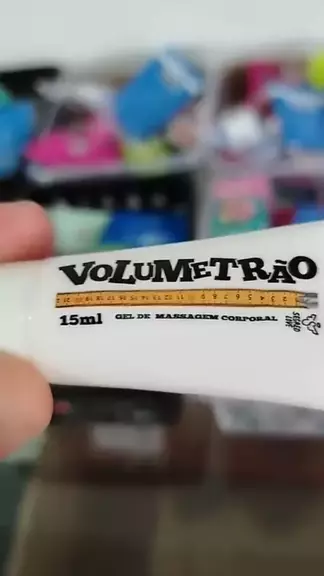 VOLUMETRÃO
15ml GEL DE MASSAGEM CORPORAL